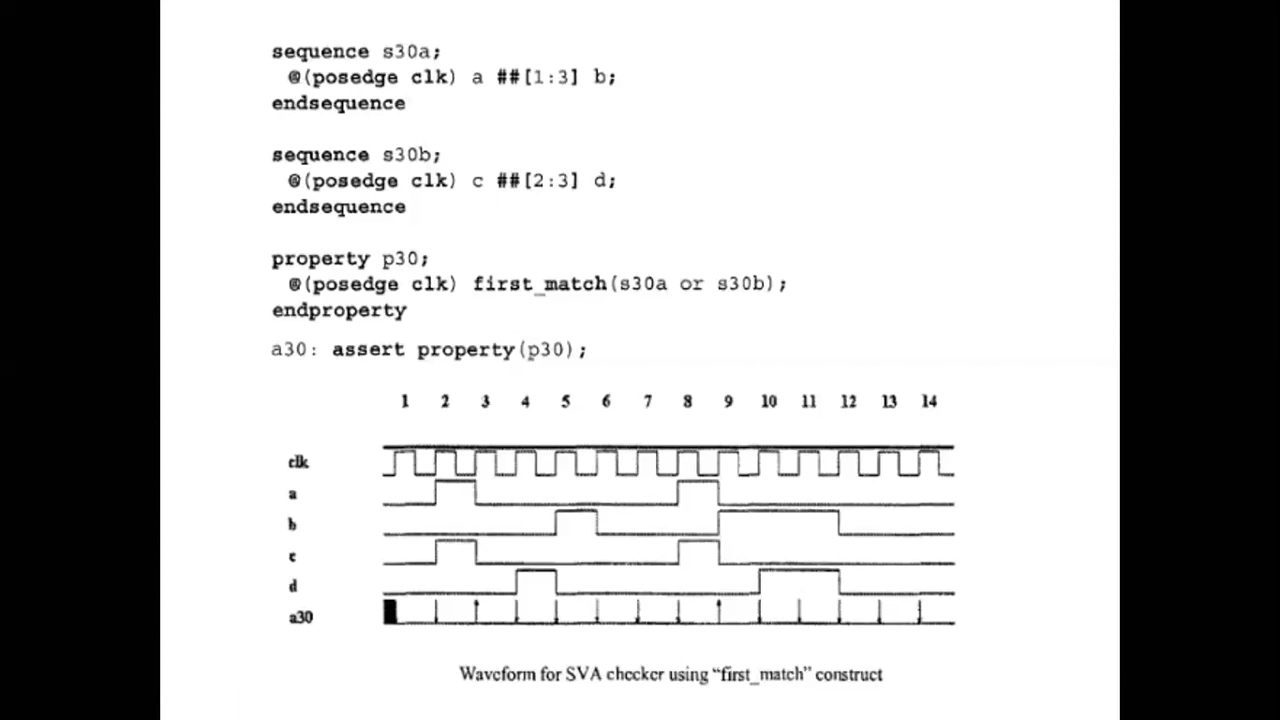 sequence s30a;
@(posedge clk) a ##[1:3] b;
endsequence
sequence s30b;
@(posedge clk) c ##[2:3] d;
endsequence
property p30;
@(posedge clk) first_match(s30a or s30b);
endproperty
a30: assert property(p30);
1 2 3 4 5 6 7 8 9 10 11 12 13 14
clk
a
b
c
d
a30
Waveform for SVA checker using “first_match” construct